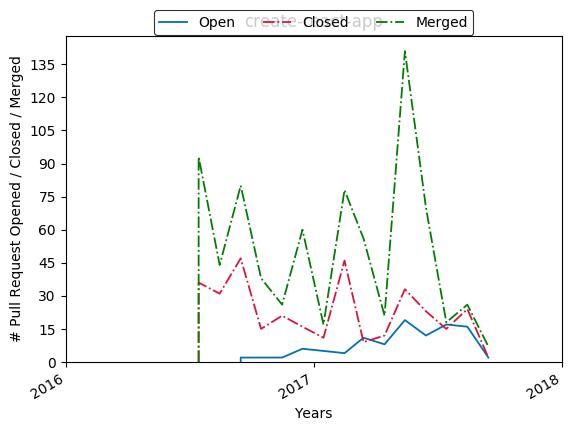 create-react-app
Open Closed Merged
# Pull Request Opened / Closed / Merged
135
120
105
90
75
60
45
30
15
0
2016 2017 2018
Years